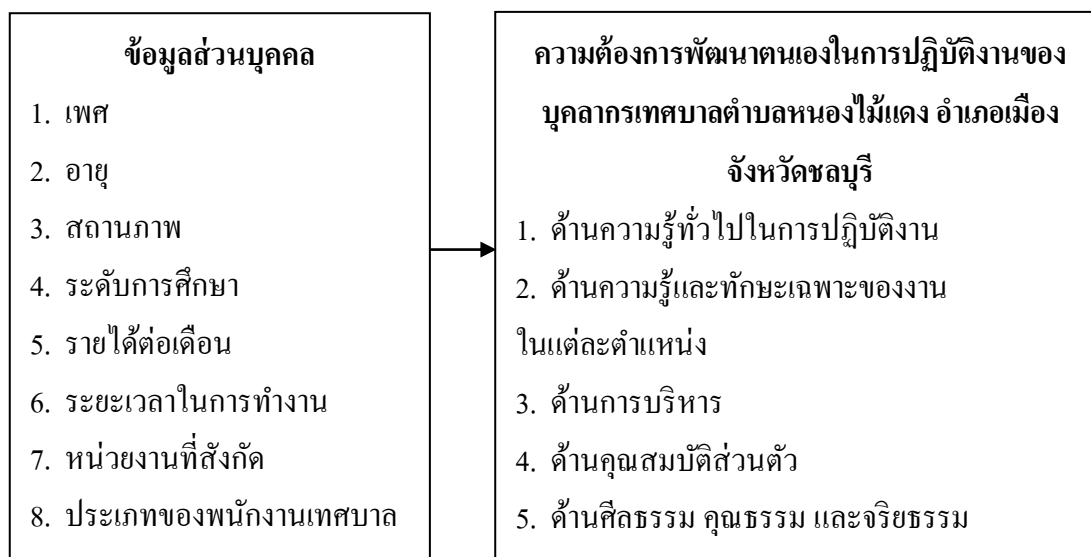 ข้อมูลส่วนบุคคล
1. เพศ
2. อายุ
3. สถานภาพ
4. ระดับการศึกษา
5. รายได้ต่อเดือน
6. ระยะเวลาในการทำงาน
7. หน่วยงานที่สังกัด
8. ประเภทของพนักงานเทศบาล
ความต้องการพัฒนาตนเองในการปฏิบัติงานของ
บุคลากรเทศบาลตำบลหนองไม้แดง อำเภอเมือง
จังหวัดชลบุรี
1. ด้านความรู้ทั่วไปในการปฏิบัติงาน
2. ด้านความรู้และทักษะเฉพาะของงาน
ในแต่ละตำแหน่ง
3. ด้านการบริหาร
4. ด้านคุณสมบัติส่วนตัว
5. ด้านศีลธรรม คุณธรรม และจริยธรรม